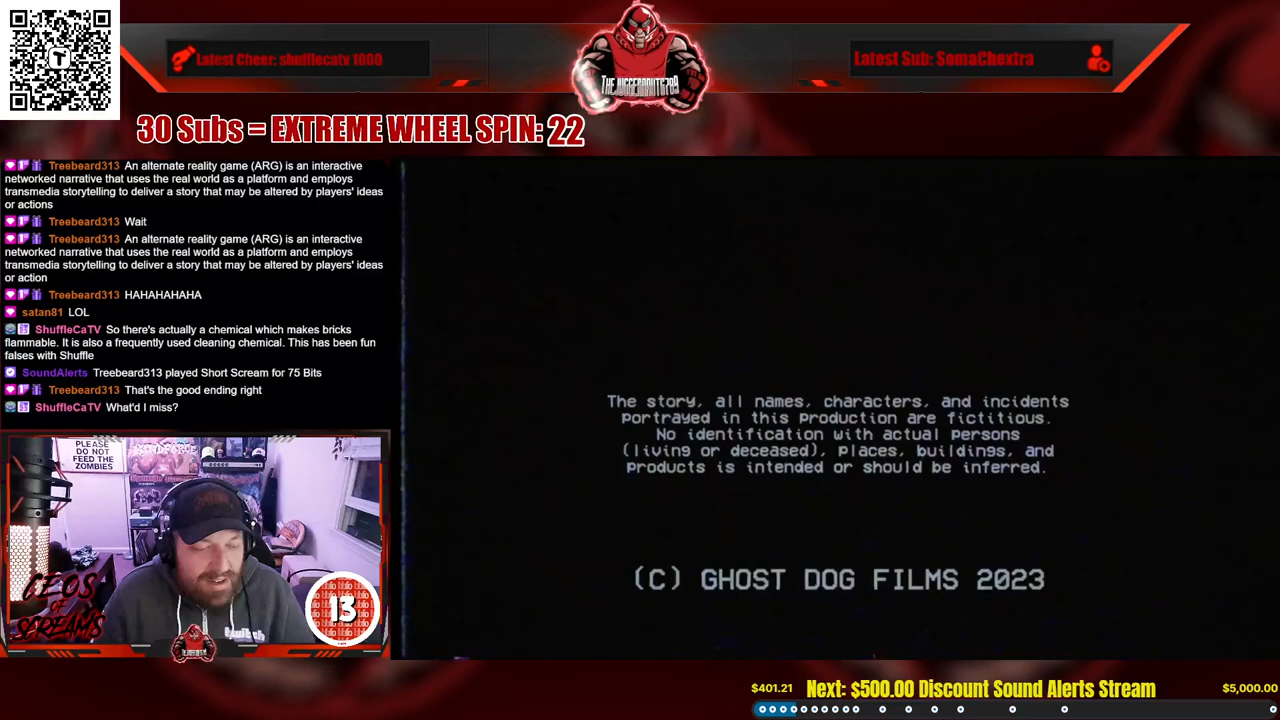 Latest Cheer: shufflecatv 1000
THEJUGGERNAUT6789
Latest Sub: SomaChextra
30 Subs = EXTREME WHEEL SPIN: 22
Treebeard313 An alternate reality game (ARG) is an interactive
networked narrative that uses the real world as a platform and employs
transmedia storytelling to deliver a story that may be altered by players' ideas
or actions
Treebeard313 Wait
Treebeard313 An alternate reality game (ARG) is an interactive
networked narrative that uses the real world as a platform and employs
transmedia storytelling to deliver a story that may be altered by players' ideas
or action
Treebeard313 HAHAHAHAHA
satan81 LOL
ShuffleCaTV So there's actually a chemical which makes bricks
flammable. It is also a frequently used cleaning chemical. This has been fun
falses with Shuffle
SoundAlerts Treebeard313 played Short Scream for 75 Bits
Treebeard313 That's the good ending right
ShuffleCaTV What'd I miss?
The story, all names, characters, and incidents
portrayed in this production are fictitious.
No identification with actual persons
(living or deceased), places, buildings, and
products is intended or should be inferred.
(C) GHOST DOG FILMS 2023
PLEASE
DO NOT
FEED THE
ZOMBIES
LEOS
OF
SCREAMS
twitch
13
$401.21
Next: $500.00 Discount Sound Alerts Stream
$5,000.00